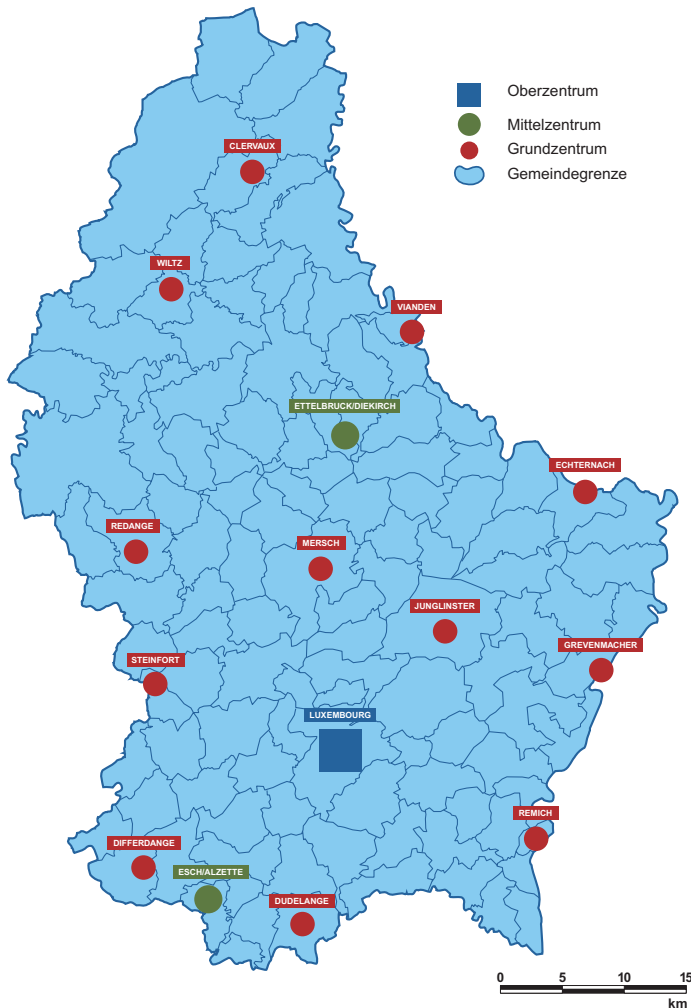 Oberzentrum
Mittelzentrum
Grundzentrum
Gemeindegrenze
CLERVAUX
WILTZ
VIANDEN
ETTELBRUCK/DIEKIRCH
ECHTERNACH
REDANGE
MERSCH
JUNGLINSTER
GREVENMACHER
STEINFORT
LUXEMBOURG
REMICH
DIFFERDANGE
ESCH/ALZETTE
DUDELANGE
0 5 10 15
km